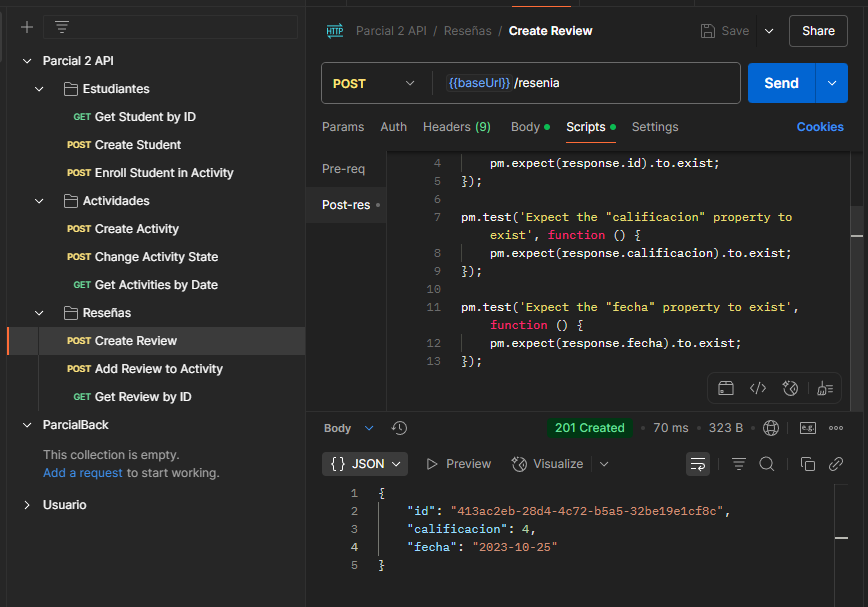 Parcial 2 API / Reseñas / Create Review
Save
Share
Parcial 2 API
Estudiantes
GET Get Student by ID
POST Create Student
POST Enroll Student in Activity
Actividades
POST Create Activity
POST Change Activity State
GET Get Activities by Date
Reseñas
POST Create Review
POST Add Review to Activity
GET Get Review by ID
ParcialBack
This collection is empty.
Add a request to start working.
Usuario
HTTP
POST
{{baseUrl}}/resenia
Send
Params Auth Headers (9) Body Scripts Settings Cookies
Pre-req
Post-res
4 pm.expect(response.id).to.exist;
5 });
6
7 pm.test('Expect the "calificacion" property to
exist', function () {
8 pm.expect(response.calificacion).to.exist;
9 });
10
11 pm.test('Expect the "fecha" property to exist',
function () {
12 pm.expect(response.fecha).to.exist;
13 });
Body 201 Created • 70 ms • 323 B • e.g.
{} JSON Preview Visualize
1 {
2 "id": "413ac2eb-28d4-4c72-b5a5-32be19e1cf8c",
3 "calificacion": 4,
4 "fecha": "2023-10-25"
5 }